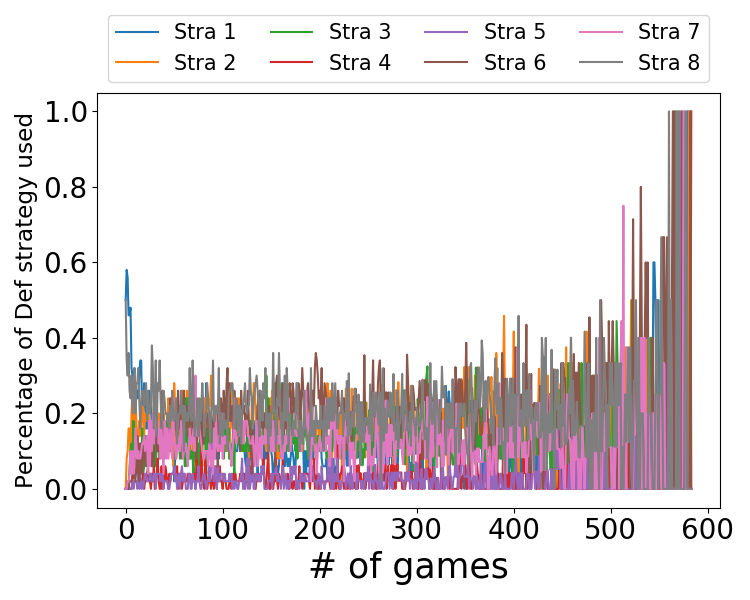 Stra 1 Stra 3 Stra 5 Stra 7
Stra 2 Stra 4 Stra 6 Stra 8
Percentage of Def strategy used
1.0
0.8
0.6
0.4
0.2
0.0
0 100 200 300 400 500 600
# of games